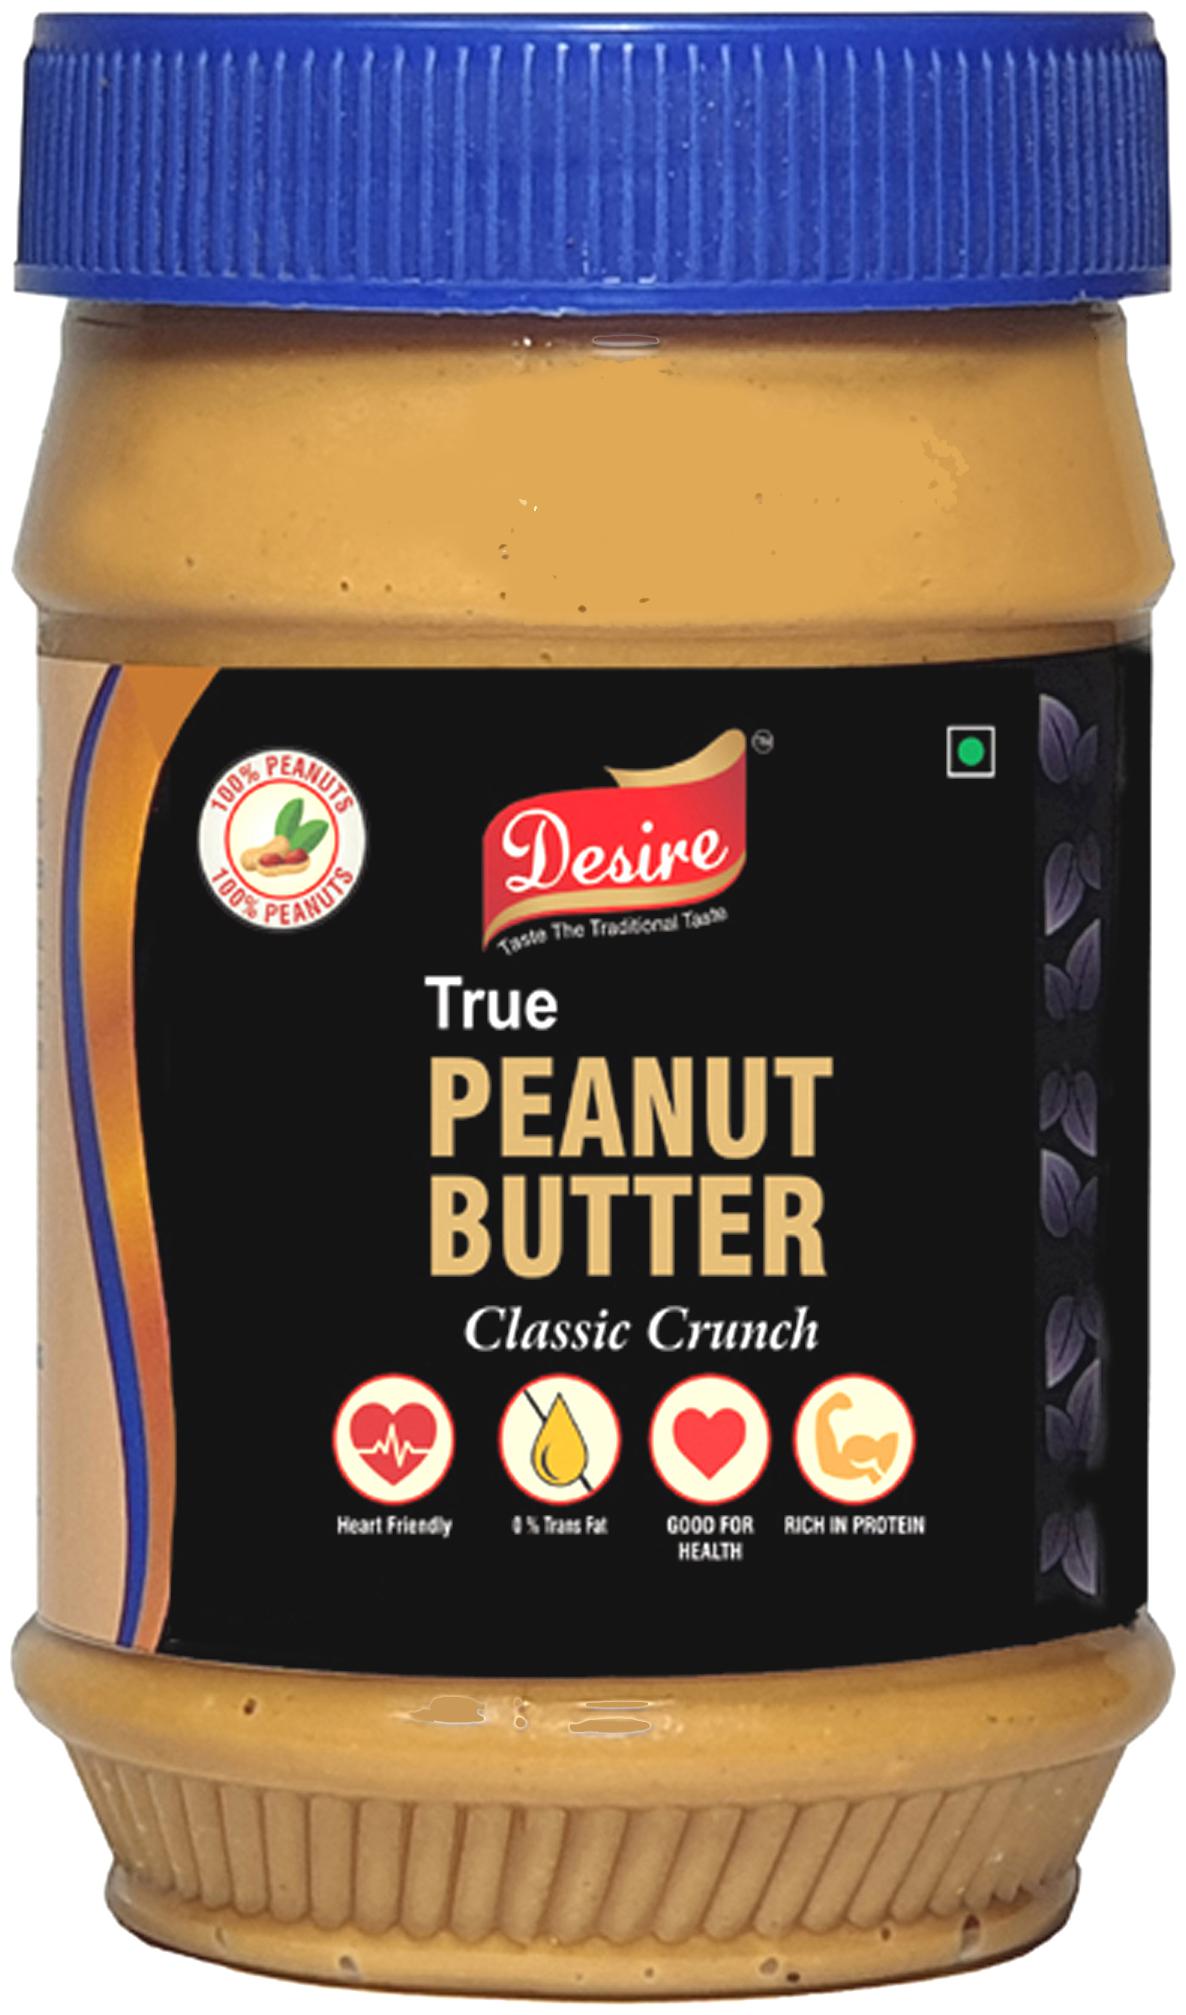 100% PEANUTS
100% PEANUTS
Desire
TM
Taste The Traditional Taste
True
PEANUT
BUTTER
Classic Crunch
Heart Friendly
0 % Trans Fat
GOOD FOR
HEALTH
RICH IN PROTEIN